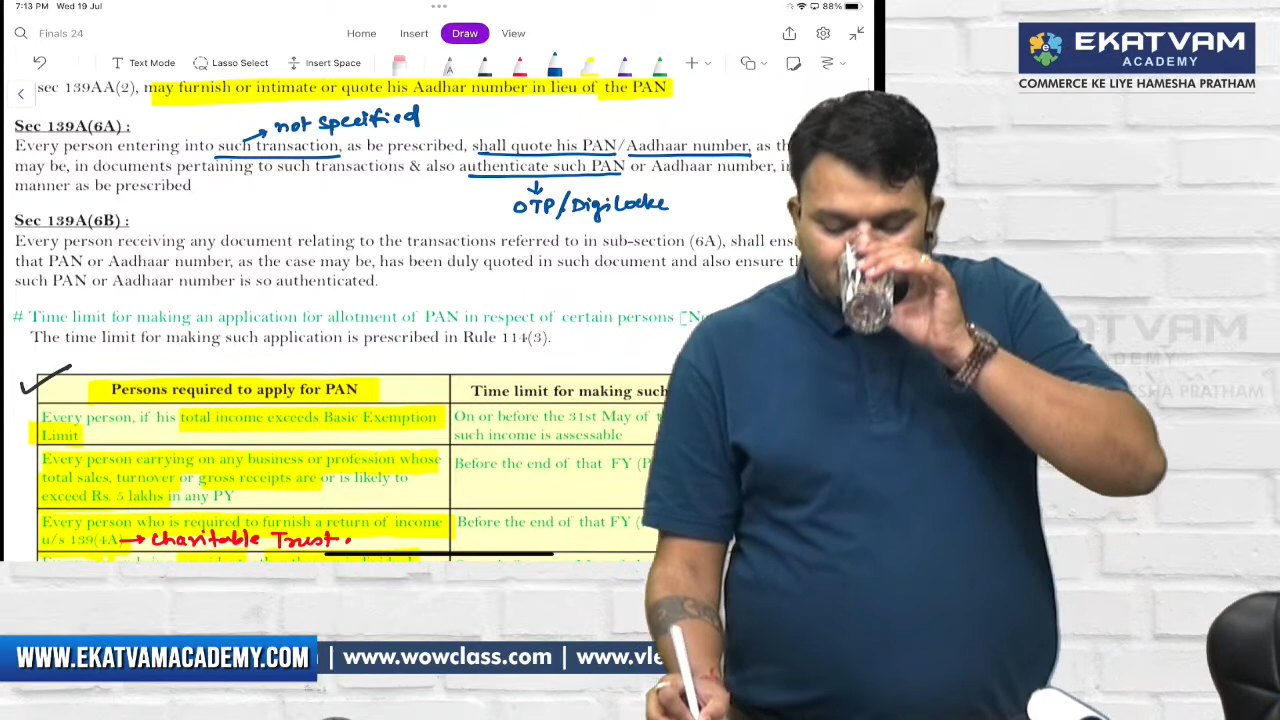 7:13 PM Wed 19 Jul
88%
Finals 24
Home Insert Draw View
Text Mode Lasso Select Insert Space
sec 139AA(2), may furnish or intimate or quote his Aadhar number in lieu of the PAN
Sec 139A(6A) :
not specified
Every person entering into such transaction, as be prescribed, shall quote his PAN/Aadhaar number, as th
may be, in documents pertaining to such transactions & also authenticate such PAN or Aadhaar number, in
manner as be prescribed
OTP/Digilocke
Sec 139A(6B) :
Every person receiving any document relating to the transactions referred to in sub-section (6A), shall ens
that PAN or Aadhaar number, as the case may be, has been duly quoted in such document and also ensure th
such PAN or Aadhaar number is so authenticated.
# Time limit for making an application for allotment of PAN in respect of certain persons [N
The time limit for making such application is prescribed in Rule 114(3).
Persons required to apply for PAN
Time limit for making such
Every person, if his total income exceeds Basic Exemption
Limit
On or before the 31st May of t
such income is assessable
Every person carrying on any business or profession whose
total sales, turnover or gross receipts are or is likely to
exceed Rs. 5 lakhs in any PY
Before the end of that FY (P
Every person who is required to furnish a return of income
u/s 139(4A → Charitable Trust.
Before the end of that FY (
EKATVAM
ACADEMY
COMMERCE KE LIYE HAMESHA PRATHAM
WWW.EKATVAMACADEMY.COM | www.wowclass.com | www.vle